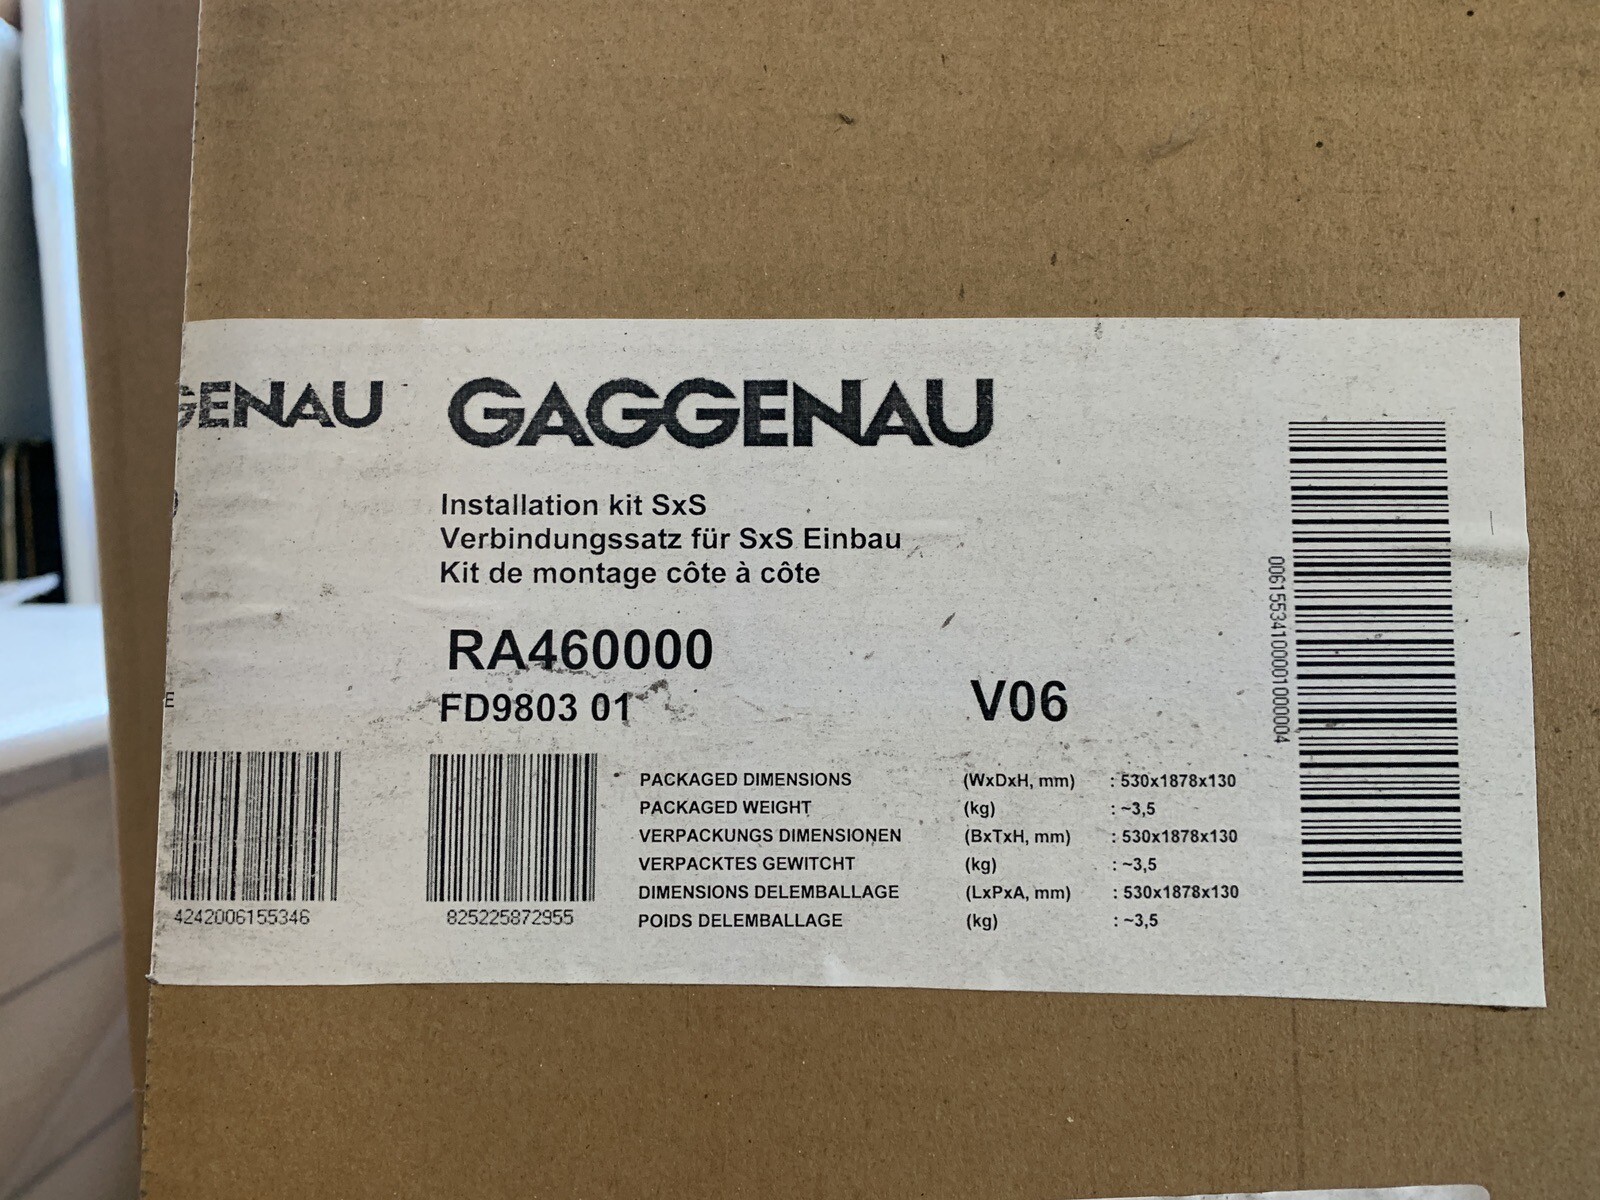 GENAU
GAGGENAU
Installation kit SxS
Verbindungssatz für SxS Einbau
Kit de montage côte à côte
RA460000
FD9803 01
V06
E
PACKAGED DIMENSIONS (WxDxH, mm) : 530x1878x130
PACKAGED WEIGHT (kg) : ~3,5
VERPACKUNGS DIMENSIONEN (BxTxH, mm) : 530x1878x130
VERPACKTES GEWITCHT (kg) : ~3,5
DIMENSIONS DELEMBALLAGE (LxPxA, mm) : 530x1878x130
POIDS DELEMBALLAGE (kg) : ~3,5
4242006155346
825225872955